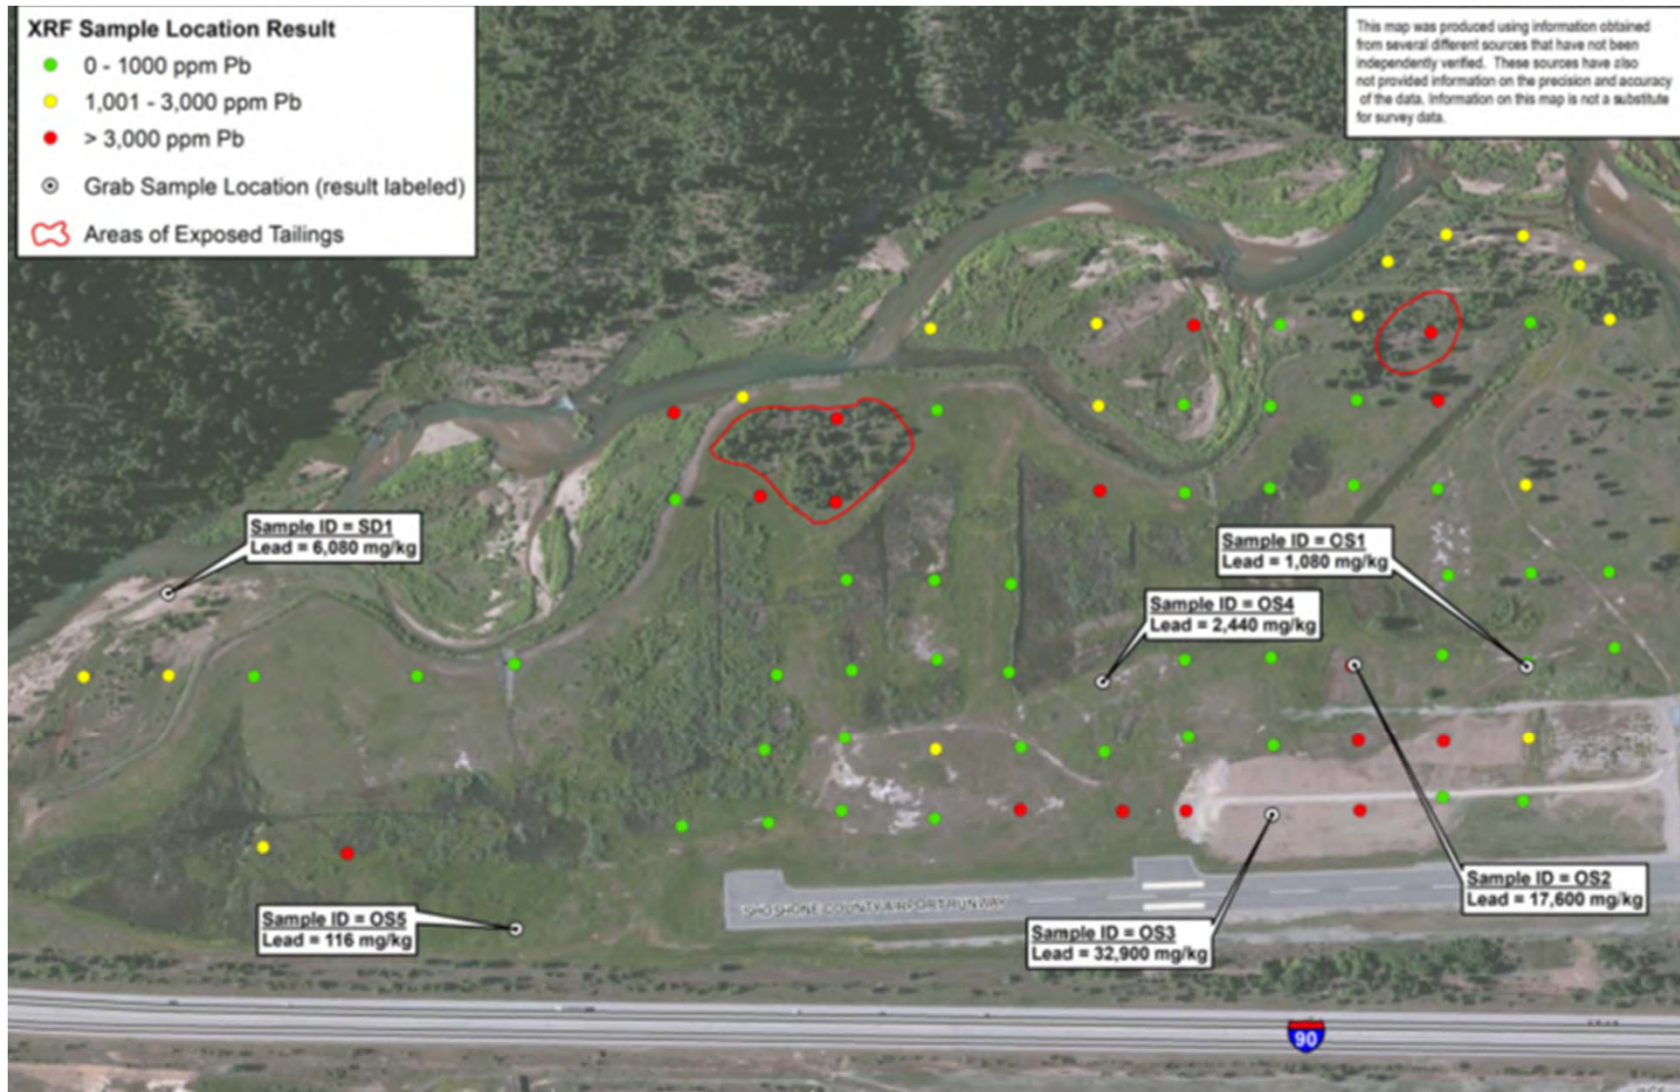 XRF Sample Location Result
0 - 1000 ppm Pb
1,001 - 3,000 ppm Pb
> 3,000 ppm Pb
Grab Sample Location (result labeled)
Areas of Exposed Tailings
This map was produced using information obtained
from several different sources that have not been
independently verified. These sources have also
not provided information on the precision and accuracy
of the data. Information on this map is not a substitute
for survey data.
Sample ID = SD1
Lead = 6,080 mg/kg
Sample ID = OS1
Lead = 1,080 mg/kg
Sample ID = OS4
Lead = 2,440 mg/kg
Sample ID = OS2
Lead = 17,600 mg/kg
Sample ID = OS5
Lead = 116 mg/kg
Sample ID = OS3
Lead = 32,900 mg/kg
SHOSHONE COUNTY AIRPORT RUNWAY
90